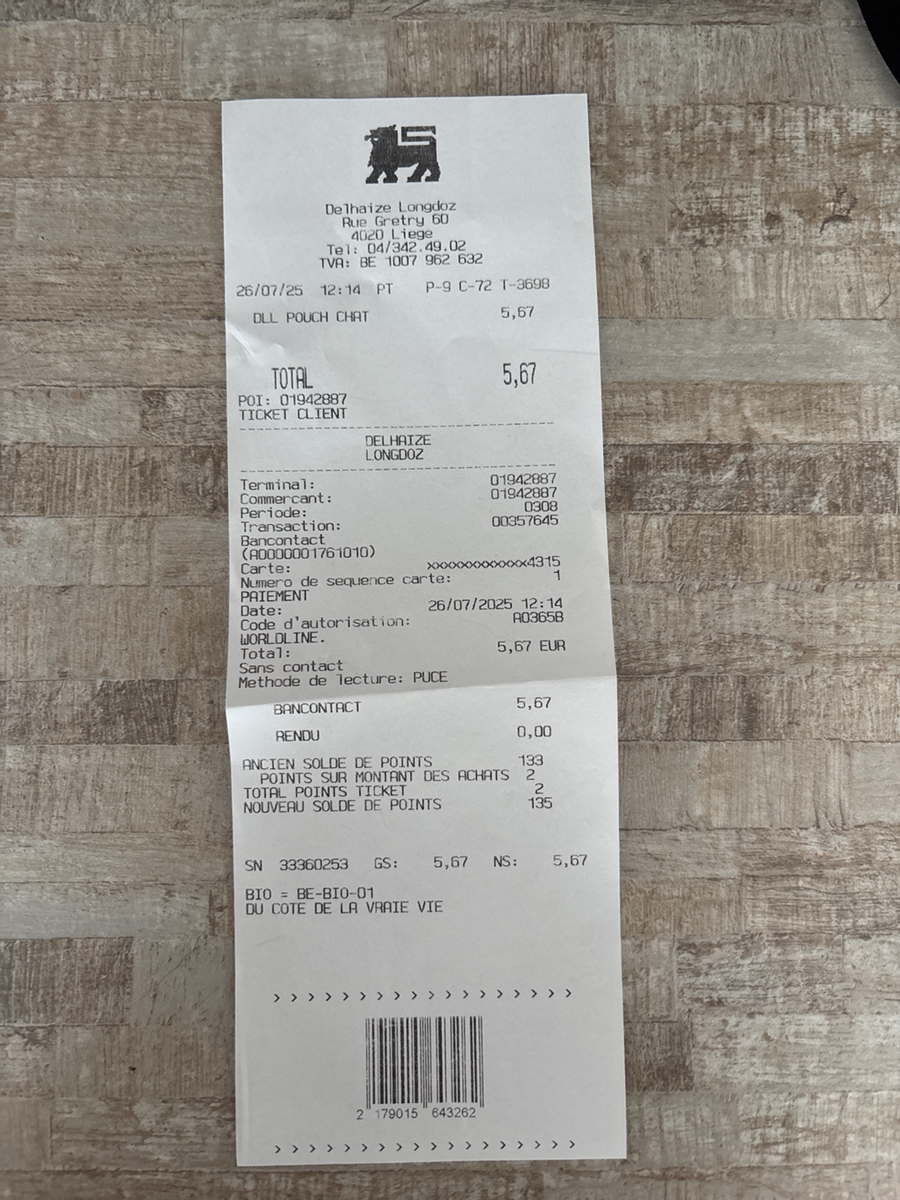 Delhaize Longdoz
Rue Gretry 60
4020 Liege
Tel: 04/342.49.02
TVA: BE 1007 962 632
26/07/25 12:14 PT P-9 C-72 T-3698
DLL POUCH CHAT 5,67
TOTAL 5,67
POI: 01942887
TICKET CLIENT
DELHAIZE
LONGDOZ
Terminal: 01942887
Commercant: 01942887
Periode: 0308
Transaction: 00357645
Bancontact
(A0000001761010)
Carte: xxxxxxxxxxxxx4315
Numero de sequence carte: 1
PAIEMENT
Date: 26/07/2025 12:14
Code d'autorisation: A0365B
WORLDLINE.
Total: 5,67 EUR
Sans contact
Methode de lecture: PUCE
BANCONTACT 5,67
RENDU 0,00
ANCIEN SOLDE DE POINTS 133
POINTS SUR MONTANT DES ACHATS 2
TOTAL POINTS TICKET 2
NOUVEAU SOLDE DE POINTS 135
SN 33360253 GS: 5,67 NS: 5,67
BIO = BE-BIO-01
DU COTE DE LA VRAIE VIE
> > > > > > > > > > > > > > > > > >
2 179015 643262
> > > > > > > > > > > > > > > > > >